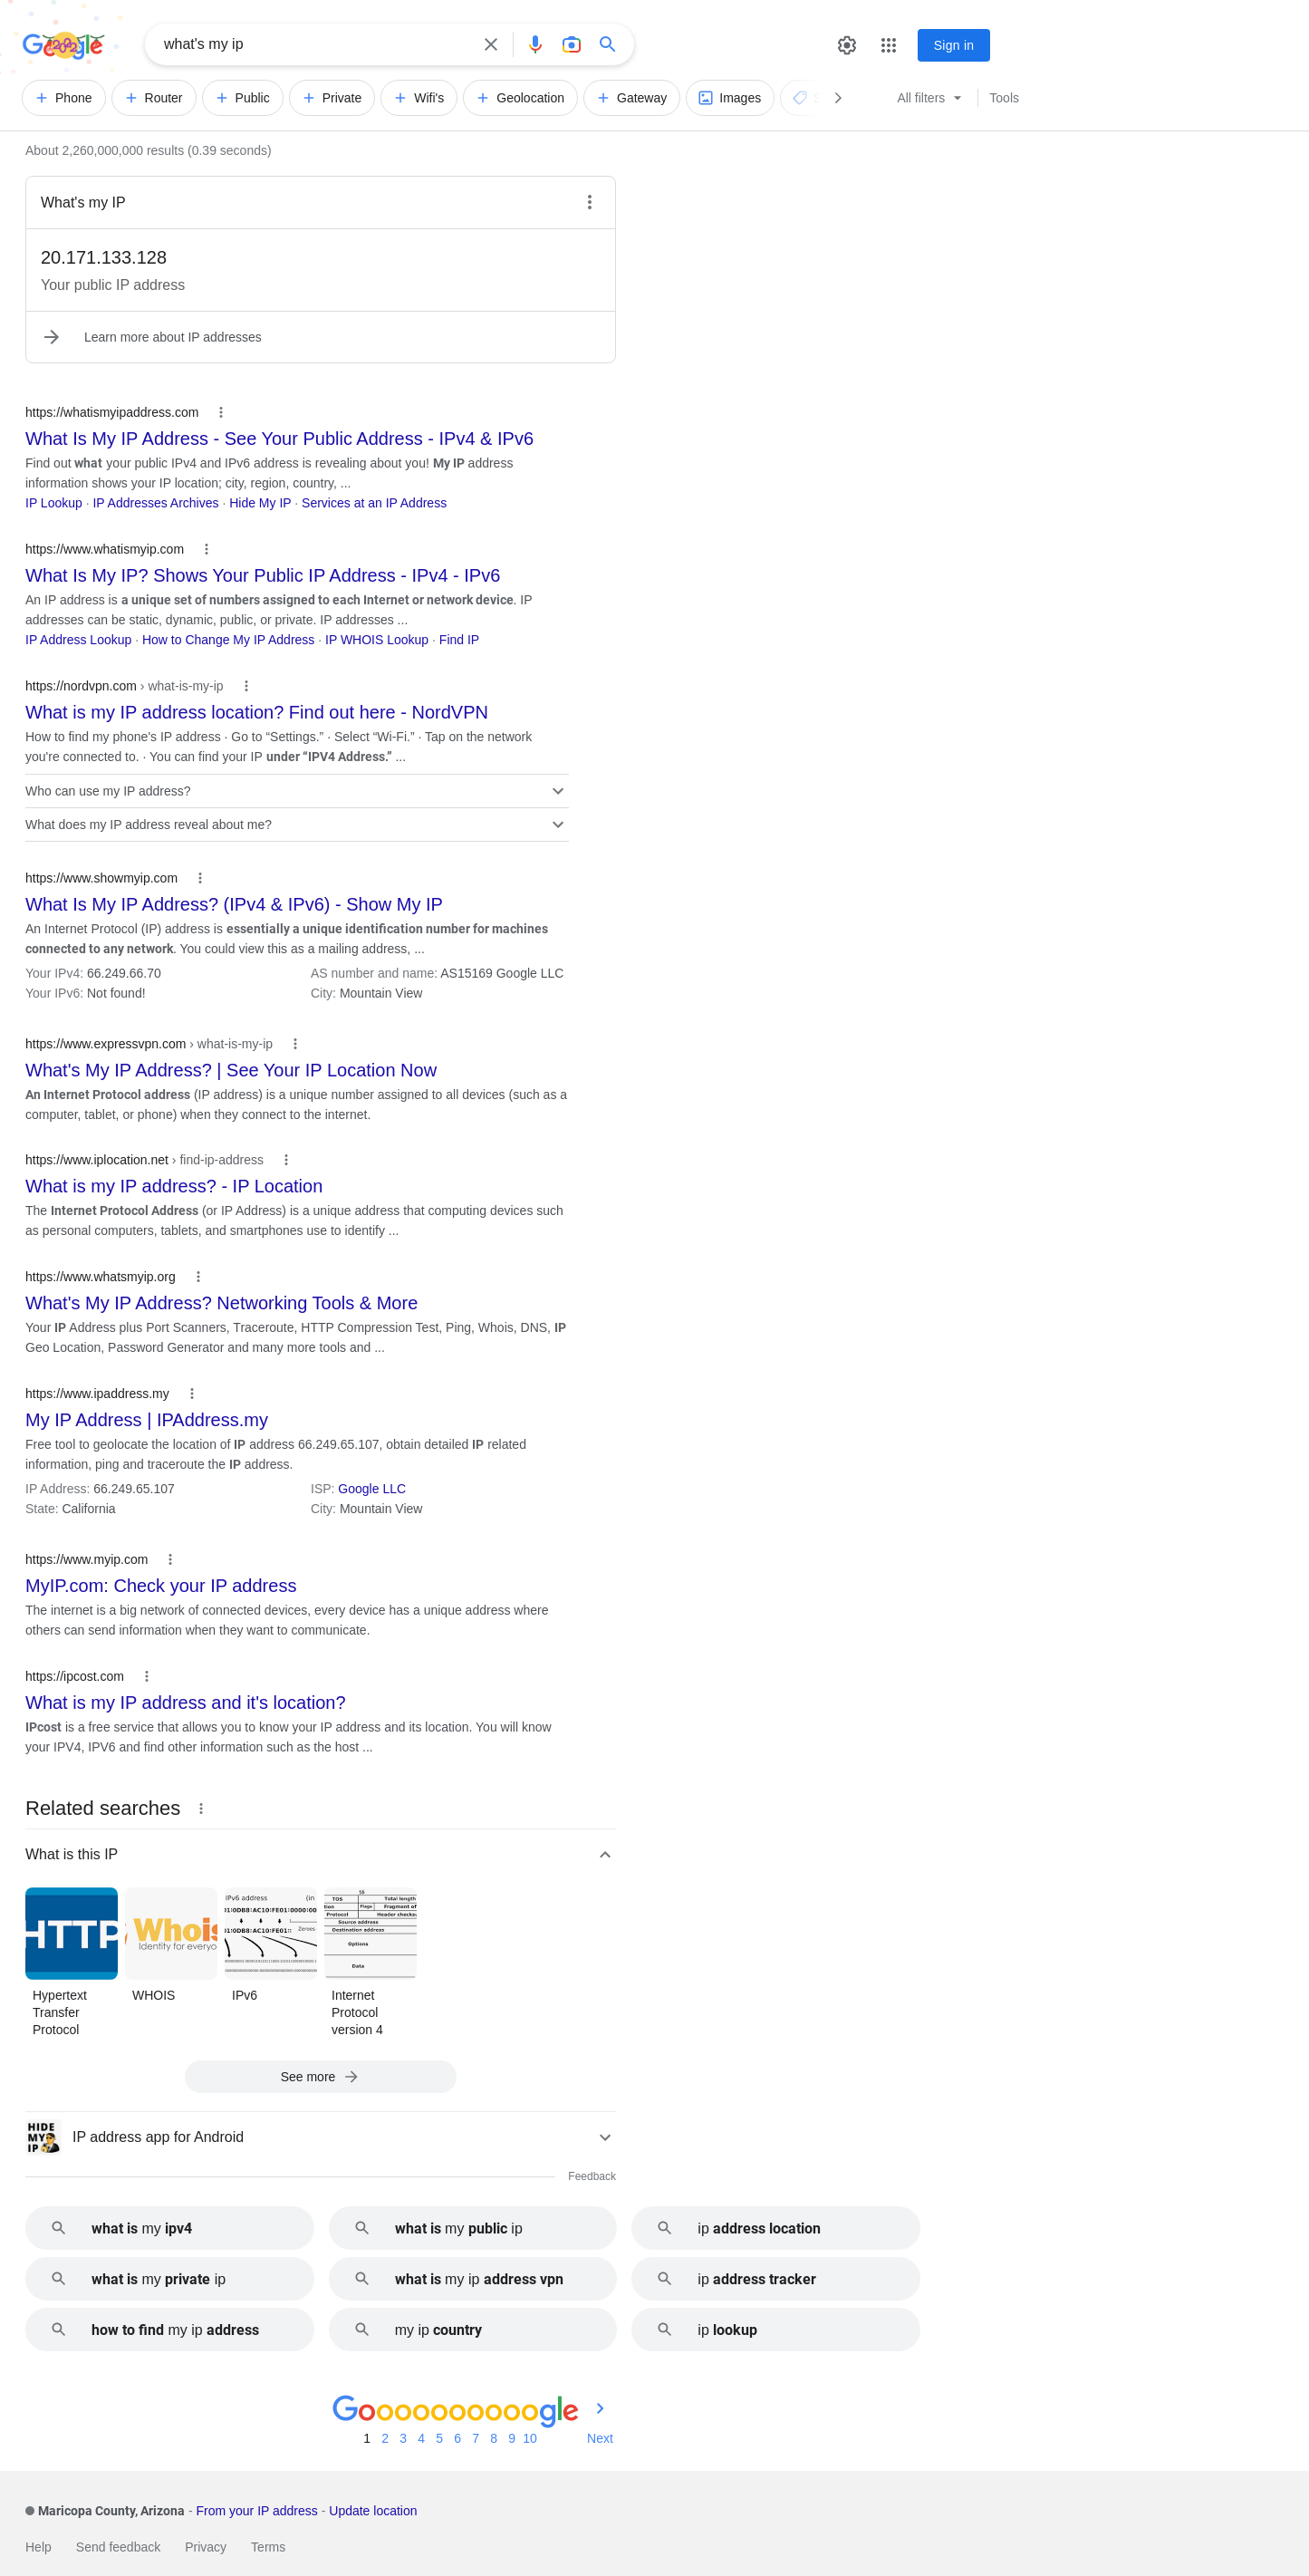 Google
what's my ip
Sign in
Phone
Router
Public
Private
Wifi's
Geolocation
Gateway
Images
All filters
Tools
About 2,260,000,000 results (0.39 seconds)
What's my IP
20.171.133.128
Your public IP address
Learn more about IP addresses
https://whatismyipaddress.com
What Is My IP Address - See Your Public Address - IPv4 & IPv6
Find out what your public IPv4 and IPv6 address is revealing about you! My IP address
information shows your IP location; city, region, country, ...
IP Lookup · IP Addresses Archives · Hide My IP · Services at an IP Address
https://www.whatismyip.com
What Is My IP? Shows Your Public IP Address - IPv4 - IPv6
An IP address is a unique set of numbers assigned to each Internet or network device. IP
addresses can be static, dynamic, public, or private. IP addresses ...
IP Address Lookup · How to Change My IP Address · IP WHOIS Lookup · Find IP
https://nordvpn.com › what-is-my-ip
What is my IP address location? Find out here - NordVPN
How to find my phone's IP address · Go to “Settings.” · Select “Wi-Fi.” · Tap on the network
you're connected to. · You can find your IP under “IPV4 Address.” ...
Who can use my IP address?
What does my IP address reveal about me?
https://www.showmyip.com
What Is My IP Address? (IPv4 & IPv6) - Show My IP
An Internet Protocol (IP) address is essentially a unique identification number for machines
connected to any network. You could view this as a mailing address, ...
Your IPv4: 66.249.66.70
AS number and name: AS15169 Google LLC
Your IPv6: Not found!
City: Mountain View
https://www.expressvpn.com › what-is-my-ip
What's My IP Address? | See Your IP Location Now
An Internet Protocol address (IP address) is a unique number assigned to all devices (such as a
computer, tablet, or phone) when they connect to the internet.
https://www.iplocation.net › find-ip-address
What is my IP address? - IP Location
The Internet Protocol Address (or IP Address) is a unique address that computing devices such
as personal computers, tablets, and smartphones use to identify ...
https://www.whatsmyip.org
What's My IP Address? Networking Tools & More
Your IP Address plus Port Scanners, Traceroute, HTTP Compression Test, Ping, Whois, DNS, IP
Geo Location, Password Generator and many more tools and ...
https://www.ipaddress.my
My IP Address | IPAddress.my
Free tool to geolocate the location of IP address 66.249.65.107, obtain detailed IP related
information, ping and traceroute the IP address.
IP Address: 66.249.65.107
ISP: Google LLC
State: California
City: Mountain View
https://www.myip.com
MyIP.com: Check your IP address
The internet is a big network of connected devices, every device has a unique address where
others can send information when they want to communicate.
https://ipcost.com
What is my IP address and it's location?
IPcost is a free service that allows you to know your IP address and its location. You will know
your IPV4, IPV6 and find other information such as the host ...
Related searches
What is this IP
HTTP
Whois
Identity for everyo
IPv6 address (in
Zeroes
TOS Total length
tion Flags Fragment of
Protocol Header checksu
Source address
Destination address
Options
Data
Hypertext
Transfer
Protocol
WHOIS
IPv6
Internet
Protocol
version 4
See more
HIDE
MY
IP
IP address app for Android
Feedback
what is my ipv4
what is my public ip
ip address location
what is my private ip
what is my ip address vpn
ip address tracker
how to find my ip address
my ip country
ip lookup
Goooooooooogle
1 2 3 4 5 6 7 8 9 10 Next
Maricopa County, Arizona - From your IP address - Update location
Help Send feedback Privacy Terms